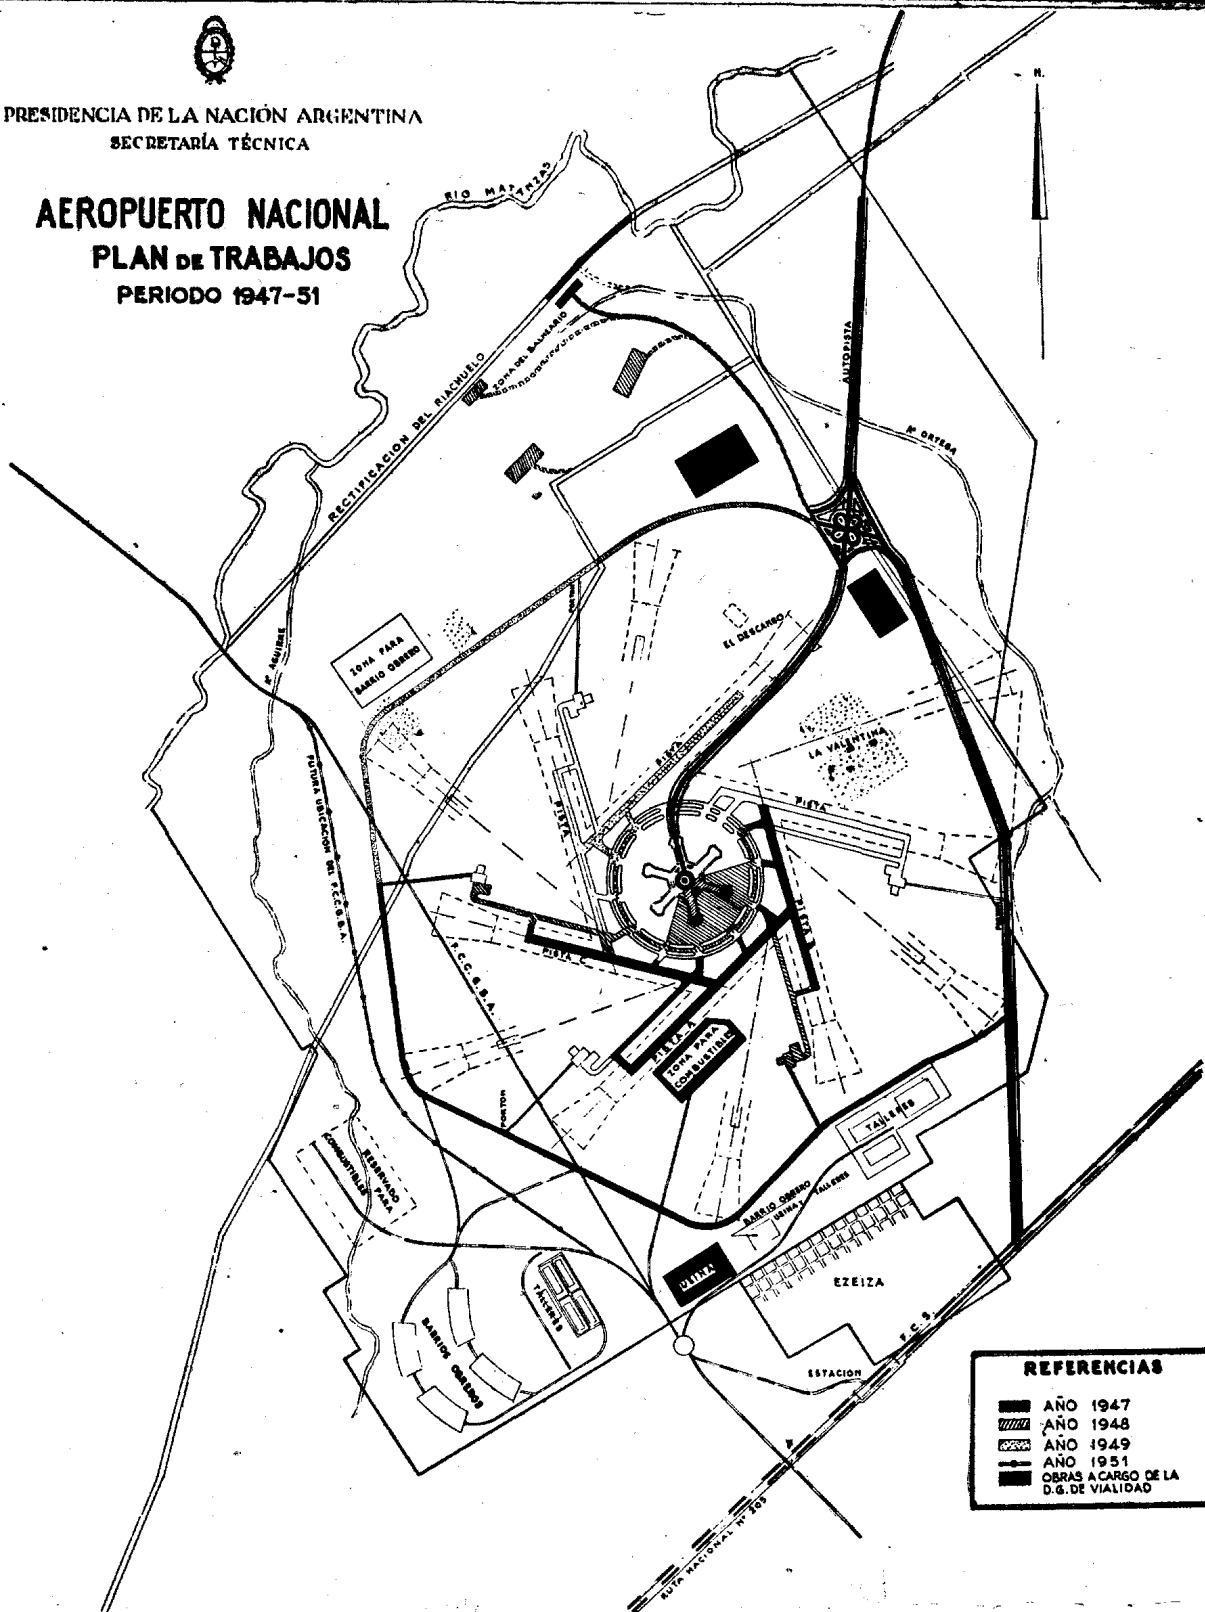 PRESIDENCIA DE LA NACIÓN ARGENTINA
SECRETARÍA TÉCNICA
AEROPUERTO NACIONAL
PLAN DE TRABAJOS
PERIODO 1947-51
N.
RIO MATANZAS
RECTIFICACION DEL RIACHUELO
ZONA DEL BALNEARIO
AUTOPISTA
Aº ORTEGA
Aº AGUIRRE
ZONA PARA
BARRIO OBRERO
PORTON
EL DESCANSO
LA VALENTINA
PISTA
PISTA
PISTA
FUTURA UBICACION DEL F.C.C.G.B.A.
F.C.C.G.B.A.
PISTA C
PISTA B
PISTA A
ZONA PARA
COMBUSTIBLE
PORTON
RESERVADO
PARA
COMBUSTIBLES
TALLERES
BARRIO OBRERO
USINA Y TALLERES
USINA
EZEIZA
TALLERES
BARRIOS OBREROS
F.C.S.
ESTACION
RUTA NACIONAL Nº 205
REFERENCIAS
AÑO 1947
AÑO 1948
AÑO 1949
AÑO 1951
OBRAS A CARGO DE LA
D.G. DE VIALIDAD